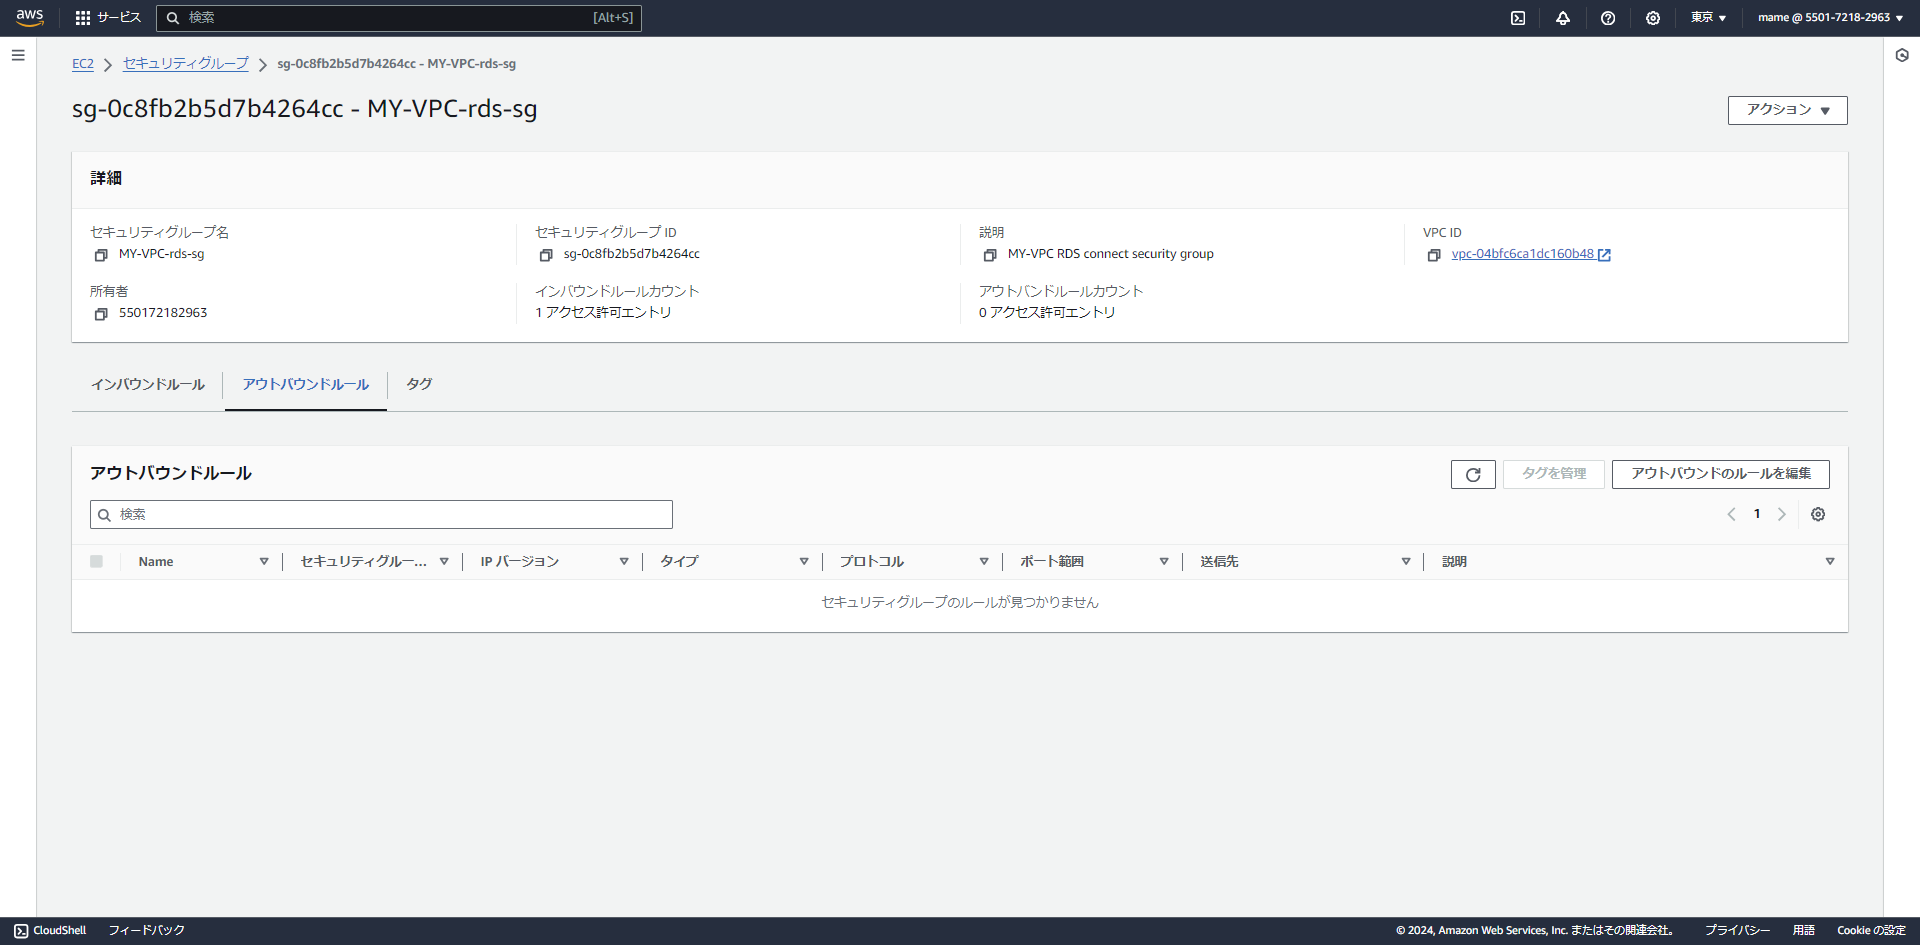 aws サービス 検索 [Alt+S] 東京 mame @ 5501-7218-2963
EC2 セキュリティグループ sg-0c8fb2b5d7b4264cc - MY-VPC-rds-sg
sg-0c8fb2b5d7b4264cc - MY-VPC-rds-sg アクション
詳細
セキュリティグループ名 セキュリティグループ ID 説明 VPC ID
MY-VPC-rds-sg sg-0c8fb2b5d7b4264cc MY-VPC RDS connect security group vpc-04bfc6ca1dc160b48
所有者 インバウンドルールカウント アウトバンドルールカウント
550172182963 1 アクセス許可エントリ 0 アクセス許可エントリ
インバウンドルール アウトバウンドルール タグ
アウトバウンドルール タグを管理 アウトバウンドのルールを編集
検索 1
Name セキュリティグルー... IP バージョン タイプ プロトコル ポート範囲 送信先 説明
セキュリティグループのルールが見つかりません
CloudShell フィードバック © 2024, Amazon Web Services, Inc. またはその関連会社。 プライバシー 用語 Cookie の設定